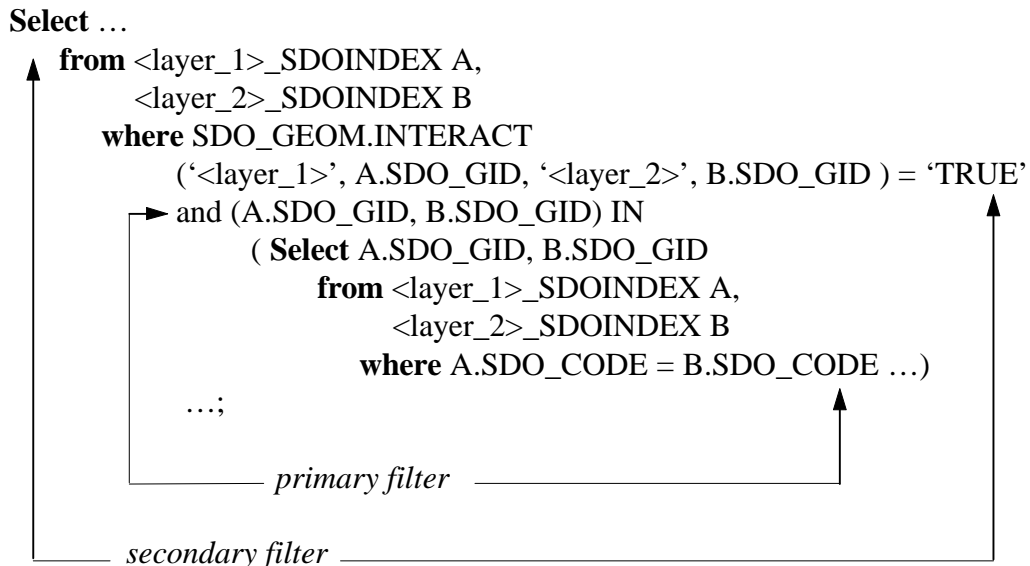 Select …
from <layer_1>_SDOINDEX A,
<layer_2>_SDOINDEX B
where SDO_GEOM.INTERACT
(‘<layer_1>’, A.SDO_GID, ‘<layer_2>’, B.SDO_GID ) = ‘TRUE’
and (A.SDO_GID, B.SDO_GID) IN
( Select A.SDO_GID, B.SDO_GID
from <layer_1>_SDOINDEX A,
<layer_2>_SDOINDEX B
where A.SDO_CODE = B.SDO_CODE …)
…;
primary filter
secondary filter